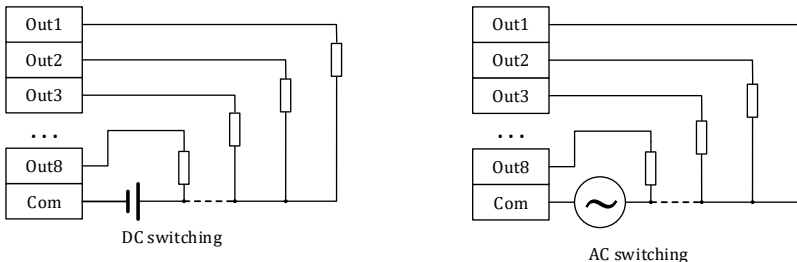 Out1
Out2
Out3
...
Out8
Com
DC switching
Out1
Out2
Out3
...
Out8
Com
AC switching